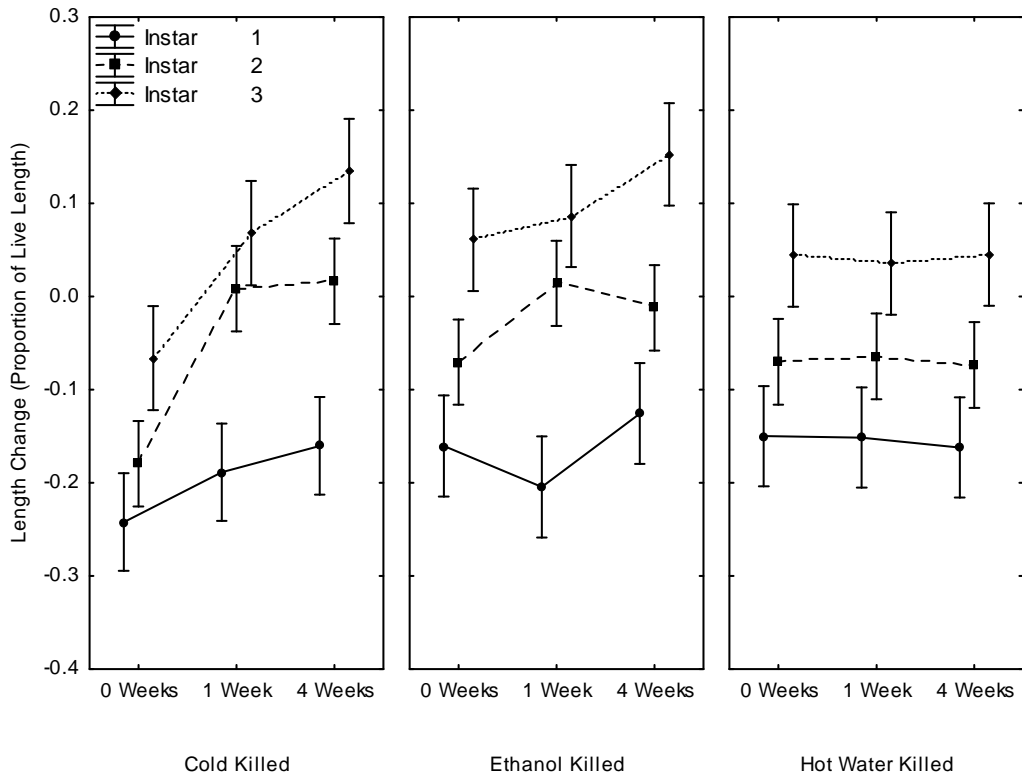 Length Change (Proportion of Live Length)
0.3
0.2
0.1
0.0
-0.1
-0.2
-0.3
-0.4
Instar 1
Instar 2
Instar 3
0 Weeks 1 Week 4 Weeks
0 Weeks 1 Week 4 Weeks
0 Weeks 1 Week 4 Weeks
Cold Killed
Ethanol Killed
Hot Water Killed